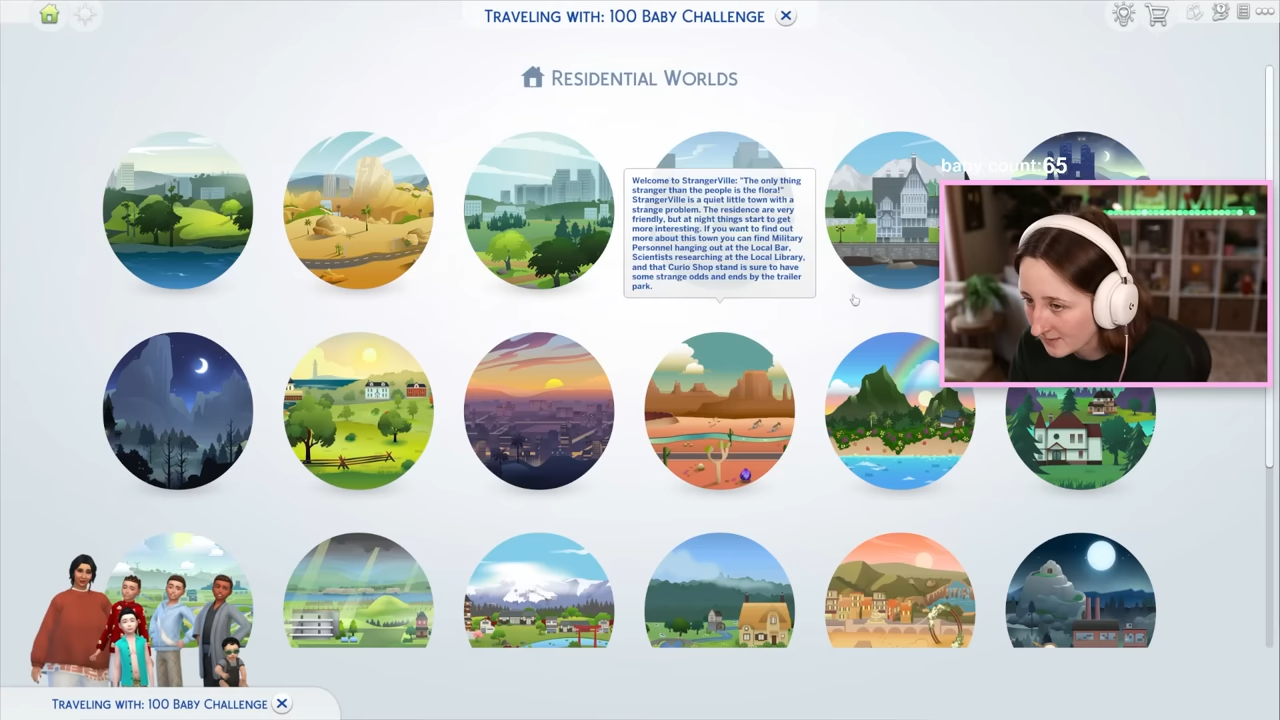 TRAVELING WITH: 100 BABY CHALLENGE
RESIDENTIAL WORLDS
baby count:65
Welcome to StrangerVille: "The only thing
stranger than the people is the flora!"
StrangerVille is a quiet little town with a
strange problem. The residence are very
friendly, but at night things start to get
more interesting. If you want to find out
more about this town you can find Military
Personnel hanging out at the Local Bar,
Scientists researching at the Local Library,
and that Curio Shop stand is sure to have
some strange odds and ends by the trailer
park.
TRAVELING WITH: 100 BABY CHALLENGE